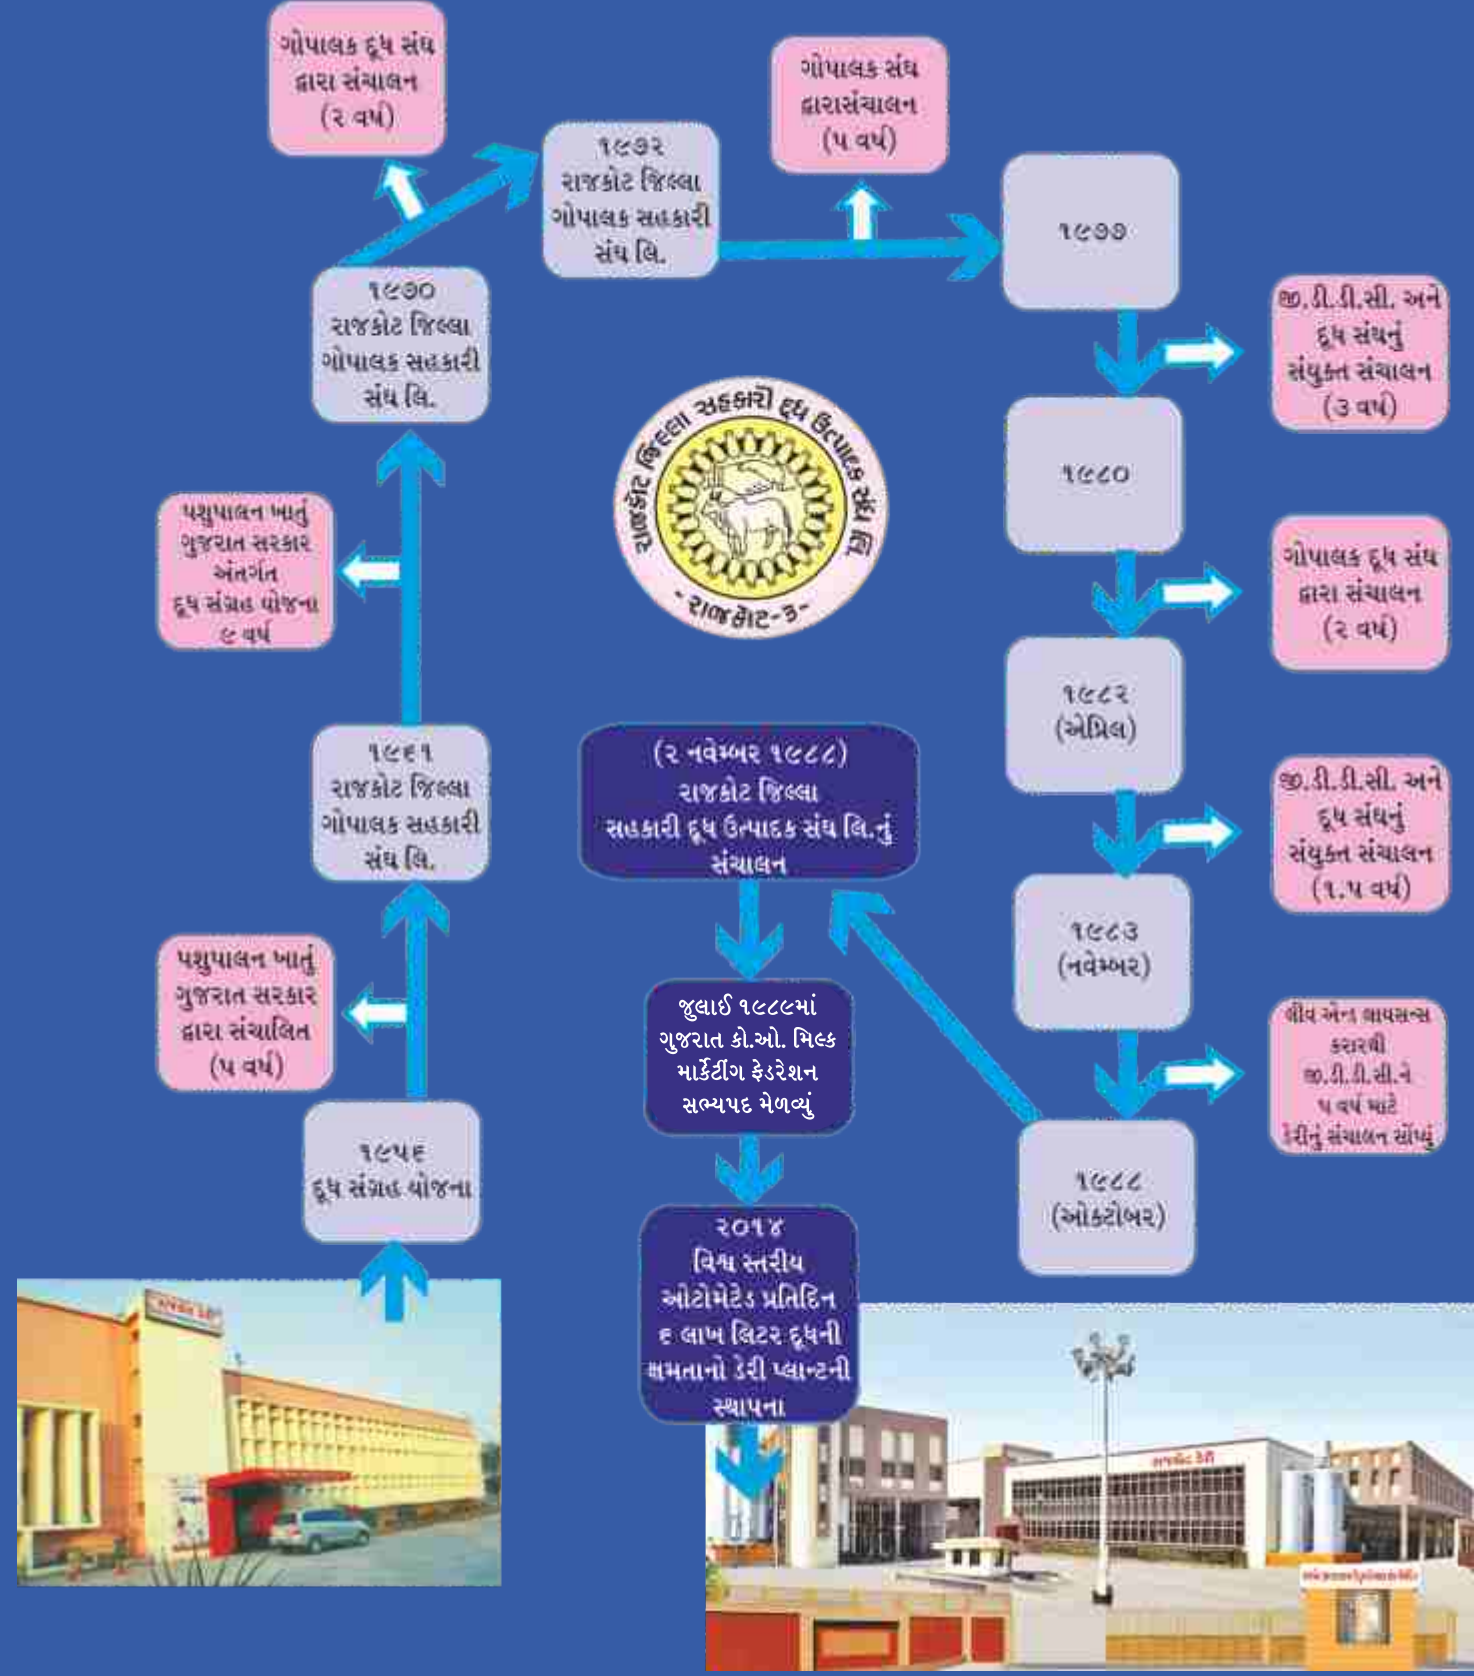 દૂધ સંગ્રહ યોજના
૧૯૫૬
પશુપાલન ખાતું
ગુજરાત સરકાર
દ્વારા સંચાલિત
(૫ વર્ષ)
૧૯૬૧
રાજકોટ જિલ્લા
ગોપાલક સહકારી
સંઘ લિ.
પશુપાલન ખાતું
ગુજરાત સરકાર
અંતર્ગત
દૂધ સંગ્રહ યોજના
૯ વર્ષ
૧૯૭૦
રાજકોટ જિલ્લા
ગોપાલક સહકારી
સંઘ લિ.
ગોપાલક દૂધ સંઘ
દ્વારા સંચાલન
(૨ વર્ષ)
૧૯૭૨
રાજકોટ જિલ્લા
ગોપાલક સહકારી
સંઘ લિ.
ગોપાલક સંઘ
દ્વારાસંચાલન
(૫ વર્ષ)
૧૯૭૭
જી.ડી.ડી.સી. અને
દૂધ સંઘનું
સંયુક્ત સંચાલન
(૩ વર્ષ)
૧૯૮૦
ગોપાલક દૂધ સંઘ
દ્વારા સંચાલન
(૨ વર્ષ)
૧૯૮૨
(એપ્રિલ)
જી.ડી.ડી.સી. અને
દૂધ સંઘનું
સંયુક્ત સંચાલન
(૧.૫ વર્ષ)
૧૯૮૩
(નવેમ્બર)
લીવ એન્ડ લાયસન્સ
કરારથી
જી.ડી.ડી.સી.ને
૫ વર્ષ માટે
ડેરીનું સંચાલન સોંપ્યું
૧૯૮૮
(ઓક્ટોબર)
(૨ નવેમ્બર ૧૯૮૮)
રાજકોટ જિલ્લા
સહકારી દૂધ ઉત્પાદક સંઘ લિ.નું
સંચાલન
જુલાઈ ૧૯૮૯માં
ગુજરાત કો.ઓ. મિલ્ક
માર્કેટીંગ ફેડરેશન
સભ્યપદ મેળવ્યું
૨૦૧૪
વિશ્વ સ્તરીય
ઓટોમેટેડ પ્રતિદિન
૬ લાખ લિટર દૂધની
ક્ષમતાનો ડેરી પ્લાન્ટની
સ્થાપના
રાજકોટ જિલ્લા સહકારી દૂધ ઉત્પાદક સંઘ લિ.
- રાજકોટ-૩ -
રાજકોટ ડેરી
રાજકોટ ડેરી